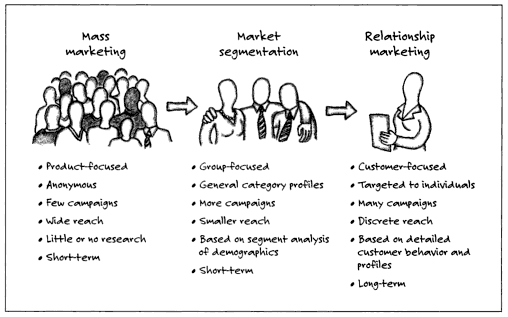 Mass
marketing
Market
segmentation
Relationship
marketing
• Product-focused
• Anonymous
• Few campaigns
• Wide reach
• Little or no research
• Short-term
• Group-focused
• General category profiles
• More campaigns
• Smaller reach
• Based on segment analysis
of demographics
• Short-term
• Customer-focused
• Targeted to individuals
• Many campaigns
• Discrete reach
• Based on detailed
customer behavior and
profiles
• Long-term